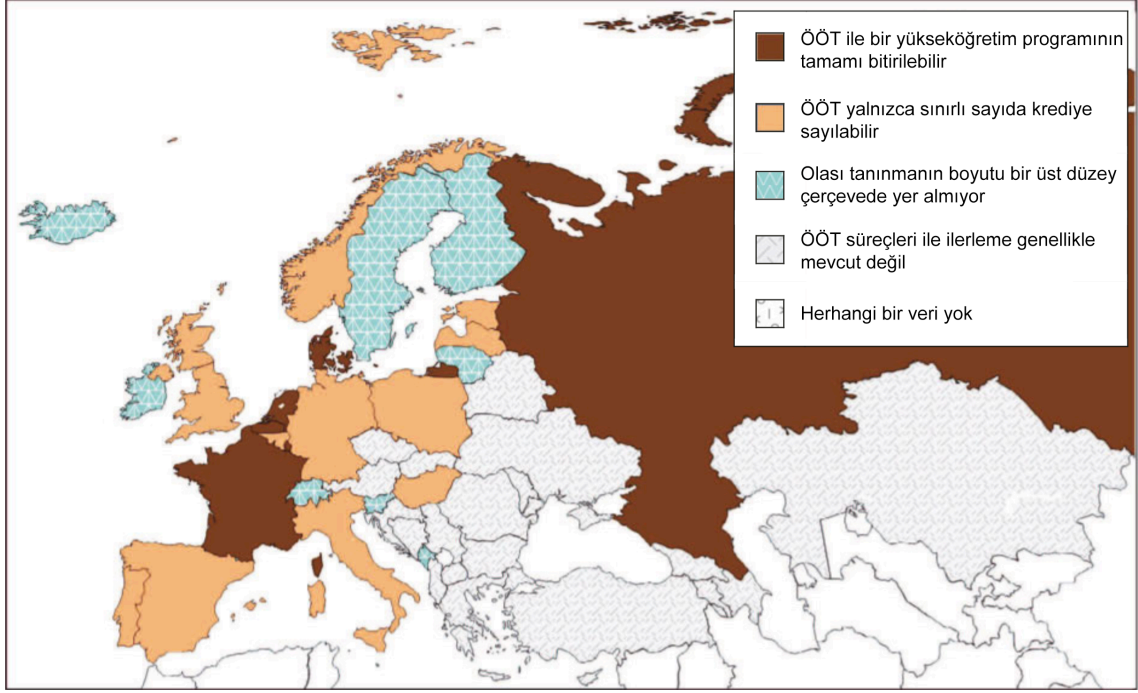 ÖÖT ile bir yükseköğretim programının
tamamı bitirilebilir
ÖÖT yalnızca sınırlı sayıda krediye
sayılabilir
Olası tanınmanın boyutu bir üst düzey
çerçevede yer almıyor
ÖÖT süreçleri ile ilerleme genellikle
mevcut değil
Herhangi bir veri yok